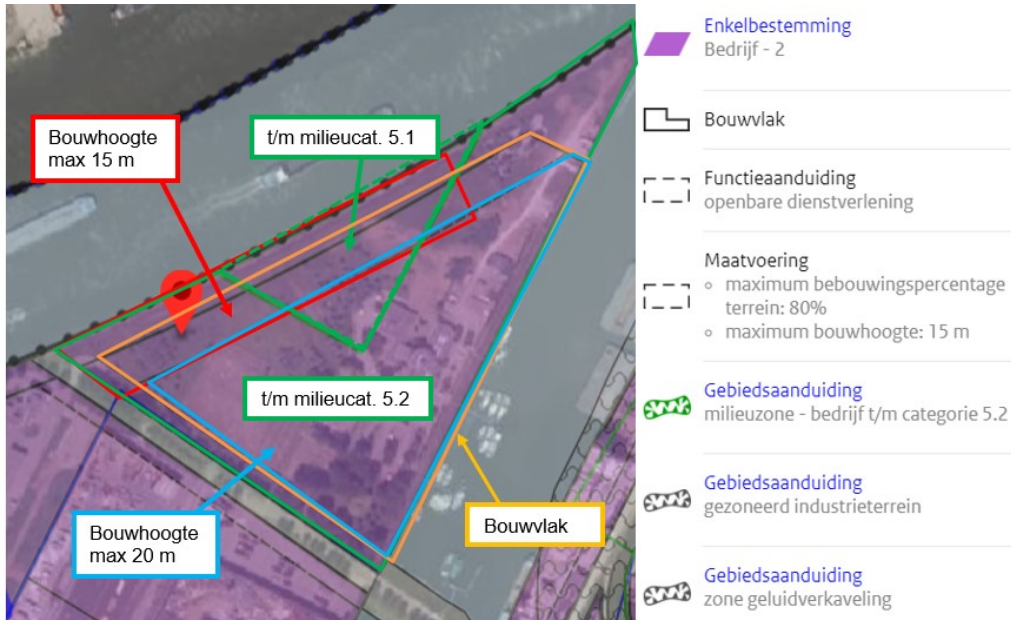 Bouwhoogte
max 15 m
t/m milieucat. 5.1
t/m milieucat. 5.2
Bouwhoogte
max 20 m
Bouwvlak
Enkelbestemming
Bedrijf - 2
Bouwvlak
Functieaanduiding
openbare dienstverlening
Maatvoering
maximum bebouwingspercentage
terrein: 80%
maximum bouwhoogte: 15 m
Gebiedsaanduiding
milieuzone - bedrijf t/m categorie 5.2
Gebiedsaanduiding
gezoneerd industrieterrein
Gebiedsaanduiding
zone geluidverkaveling